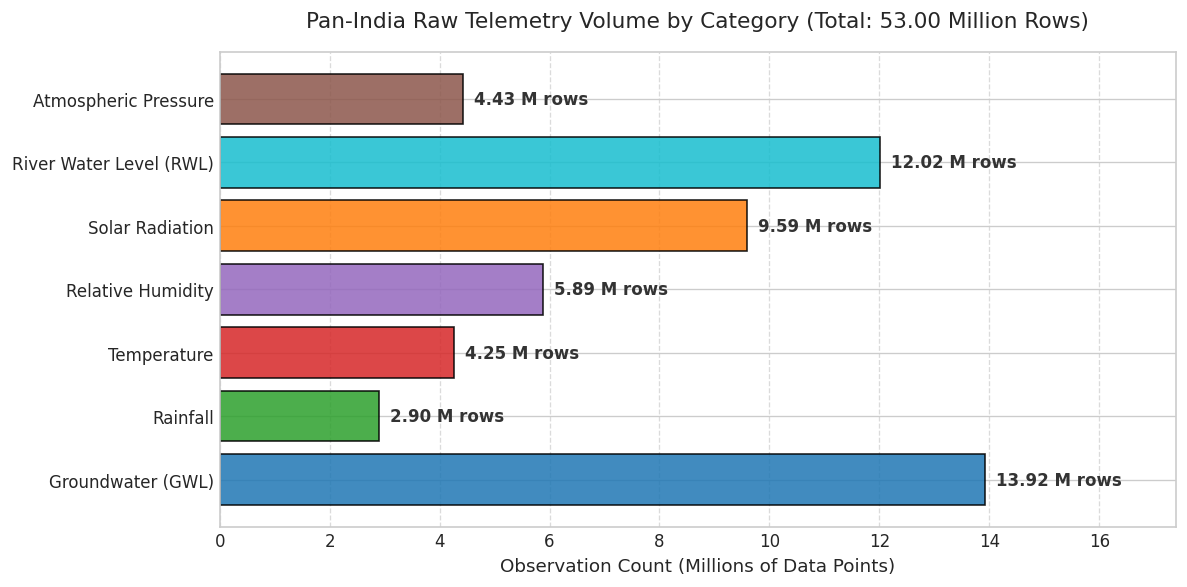 Pan-India Raw Telemetry Volume by Category (Total: 53.00 Million Rows)
Atmospheric Pressure 4.43 M rows
River Water Level (RWL) 12.02 M rows
Solar Radiation 9.59 M rows
Relative Humidity 5.89 M rows
Temperature 4.25 M rows
Rainfall 2.90 M rows
Groundwater (GWL) 13.92 M rows
0 2 4 6 8 10 12 14 16
Observation Count (Millions of Data Points)